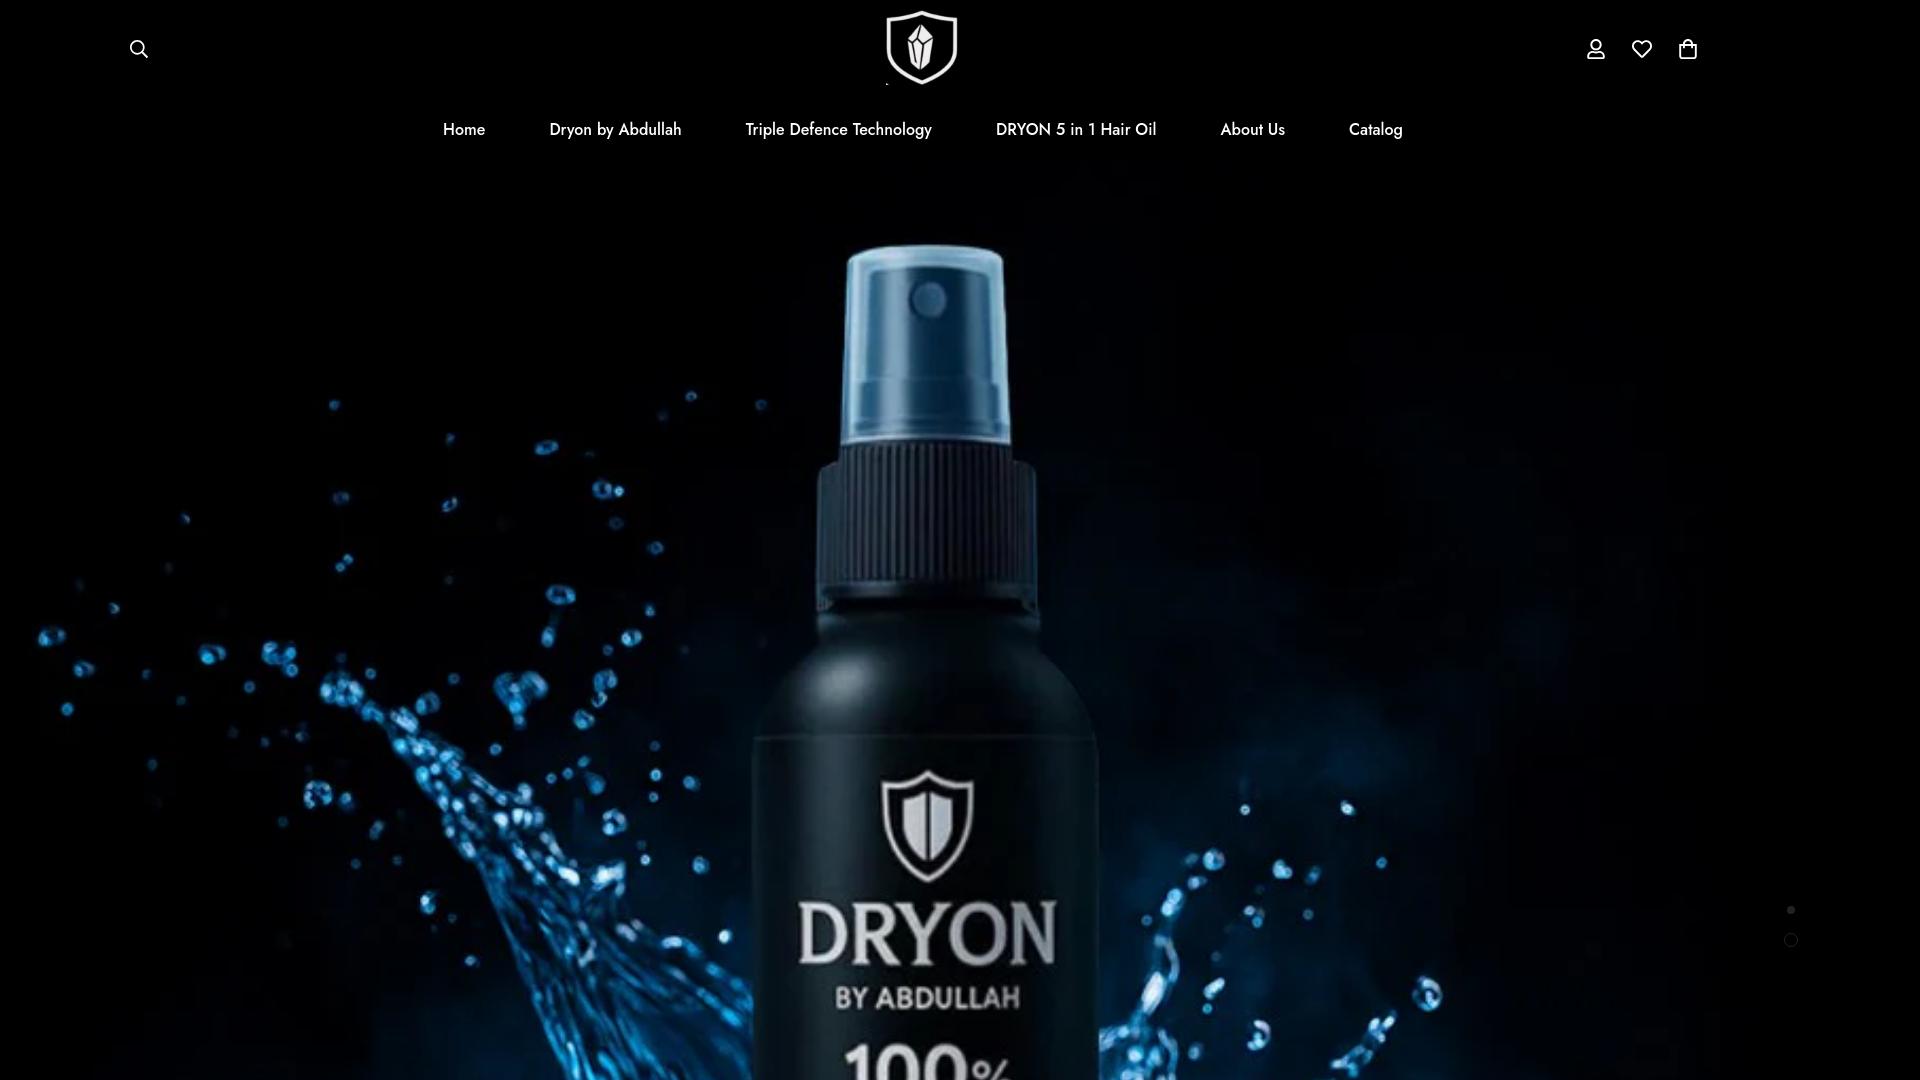 Home
Dryon by Abdullah
Triple Defence Technology
DRYON 5 in 1 Hair Oil
About Us
Catalog
DRYON
BY ABDULLAH
100%